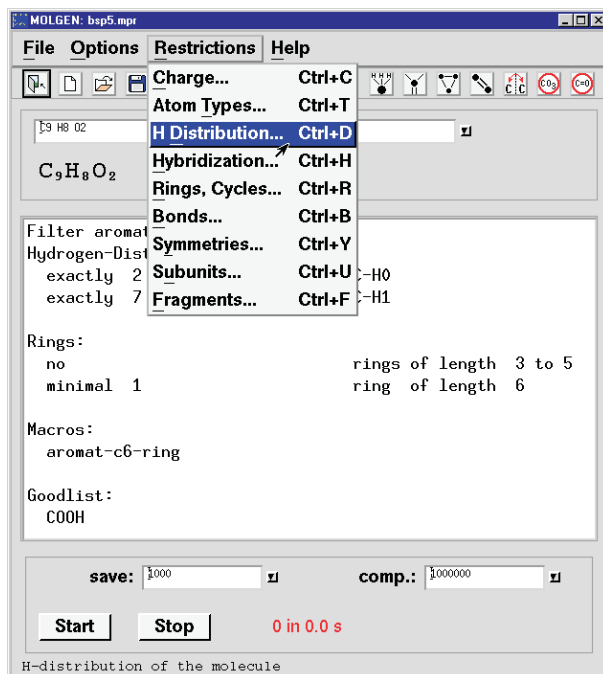 MOLGEN: bsp5.mpr
File Options Restrictions Help
Charge... Ctrl+C
Atom Types... Ctrl+T
H Distribution... Ctrl+D
Hybridization... Ctrl+H
Rings, Cycles... Ctrl+R
Bonds... Ctrl+B
Symmetries... Ctrl+Y
Subunits... Ctrl+U
Fragments... Ctrl+F
H H H
C C
CO₃
C=O
C9 H8 O2
C₉H₈O₂
Filter aromat
Hydrogen-Dist
exactly 2 C-H0
exactly 7 C-H1
Rings:
no rings of length 3 to 5
minimal 1 ring of length 6
Macros:
aromat-c6-ring
Goodlist:
COOH
save: 1000 comp.: 1000000
Start Stop 0 in 0.0 s
H-distribution of the molecule